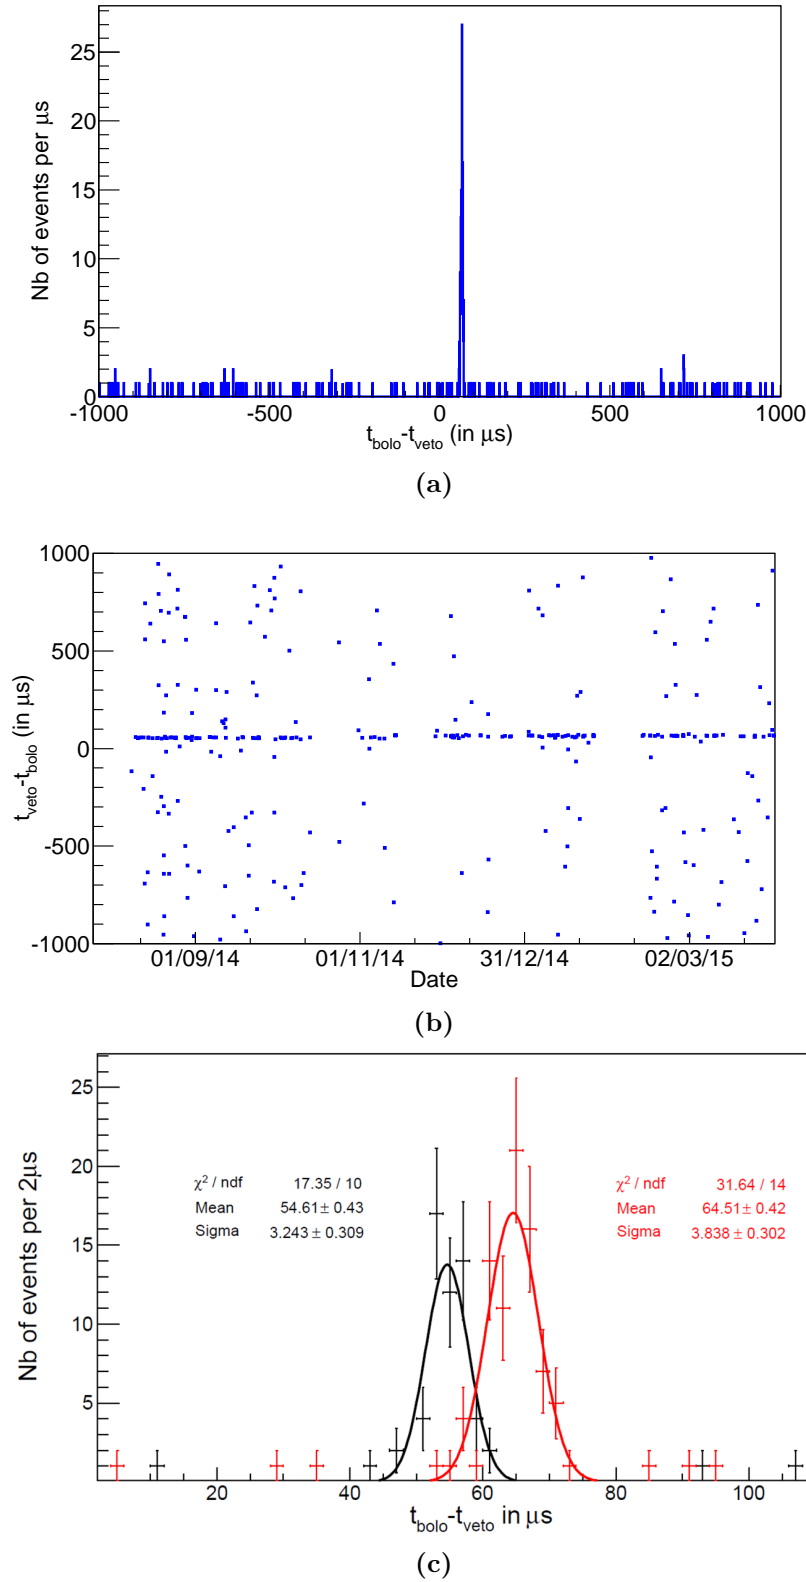 25
20
15
10
5
0
Nb of events per μs
-1000 -500 0 500 1000
t_bolo-t_veto (in μs)
(a)
1000
500
0
-500
-1000
t_veto-t_bolo (in μs)
01/09/14 01/11/14 31/12/14 02/03/15
Date
(b)
25
20
15
10
5
Nb of events per 2μs
χ² / ndf 17.35 / 10
Mean 54.61 ± 0.43
Sigma 3.243 ± 0.309
χ² / ndf 31.64 / 14
Mean 64.51 ± 0.42
Sigma 3.838 ± 0.302
20 40 60 80 100
t_bolo-t_veto in μs
(c)